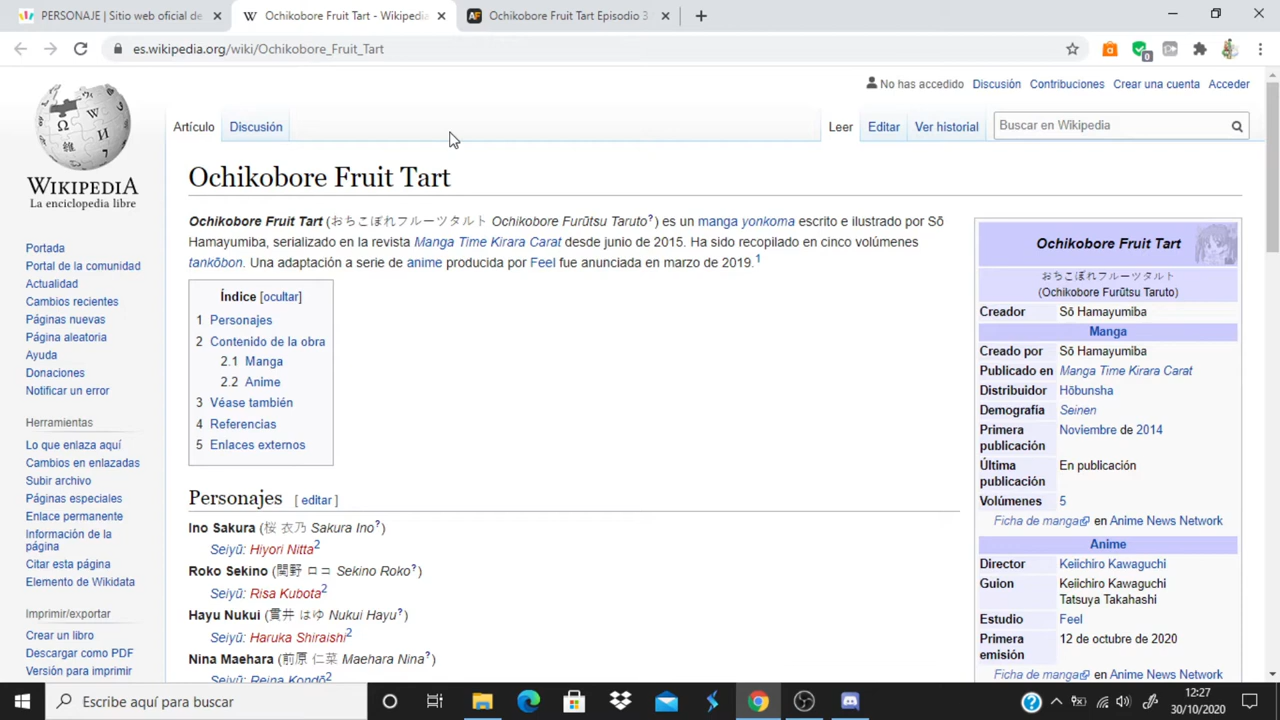 PERSONAJE | Sitio web oficial de
Ochikobore Fruit Tart - Wikipedia
Ochikobore Fruit Tart Episodio 3
es.wikipedia.org/wiki/Ochikobore_Fruit_Tart
0
No has accedido Discusión Contribuciones Crear una cuenta Acceder
Artículo Discusión Leer Editar Ver historial Buscar en Wikipedia
WIKIPEDIA
La enciclopedia libre
Portada
Portal de la comunidad
Actualidad
Cambios recientes
Páginas nuevas
Página aleatoria
Ayuda
Donaciones
Notificar un error
Herramientas
Lo que enlaza aquí
Cambios en enlazadas
Subir archivo
Páginas especiales
Enlace permanente
Información de la
página
Citar esta página
Elemento de Wikidata
Imprimir/exportar
Crear un libro
Descargar como PDF
Versión para imprimir
Ochikobore Fruit Tart
Ochikobore Fruit Tart (おちこぼれフルーツタルト Ochikobore Furūtsu Taruto?) es un manga yonkoma escrito e ilustrado por Sō
Hamayumiba, serializado en la revista Manga Time Kirara Carat desde junio de 2015. Ha sido recopilado en cinco volúmenes
tankōbon. Una adaptación a serie de anime producida por Feel fue anunciada en marzo de 2019.1
Índice [ocultar]
1 Personajes
2 Contenido de la obra
2.1 Manga
2.2 Anime
3 Véase también
4 Referencias
5 Enlaces externos
Personajes [ editar ]
Ino Sakura (桜 衣乃 Sakura Ino?)
Seiyū: Hiyori Nitta2
Roko Sekino (関野 ロコ Sekino Roko?)
Seiyū: Risa Kubota2
Hayu Nukui (貫井 はゆ Nukui Hayu?)
Seiyū: Haruka Shiraishi2
Nina Maehara (前原 仁菜 Maehara Nina?)
Seiyū: Reina Kondō2
Ochikobore Fruit Tart
おちこぼれフルーツタルト
(Ochikobore Furūtsu Taruto)
Creador Sō Hamayumiba
Manga
Creado por Sō Hamayumiba
Publicado en Manga Time Kirara Carat
Distribuidor Hōbunsha
Demografía Seinen
Primera publicación Noviembre de 2014
Última publicación En publicación
Volúmenes 5
Ficha de manga en Anime News Network
Anime
Director Keiichiro Kawaguchi
Guion Keiichiro Kawaguchi
Tatsuya Takahashi
Estudio Feel
Primera emisión 12 de octubre de 2020
Ficha de manga en Anime News Network
Escribe aquí para buscar
12:27
30/10/2020